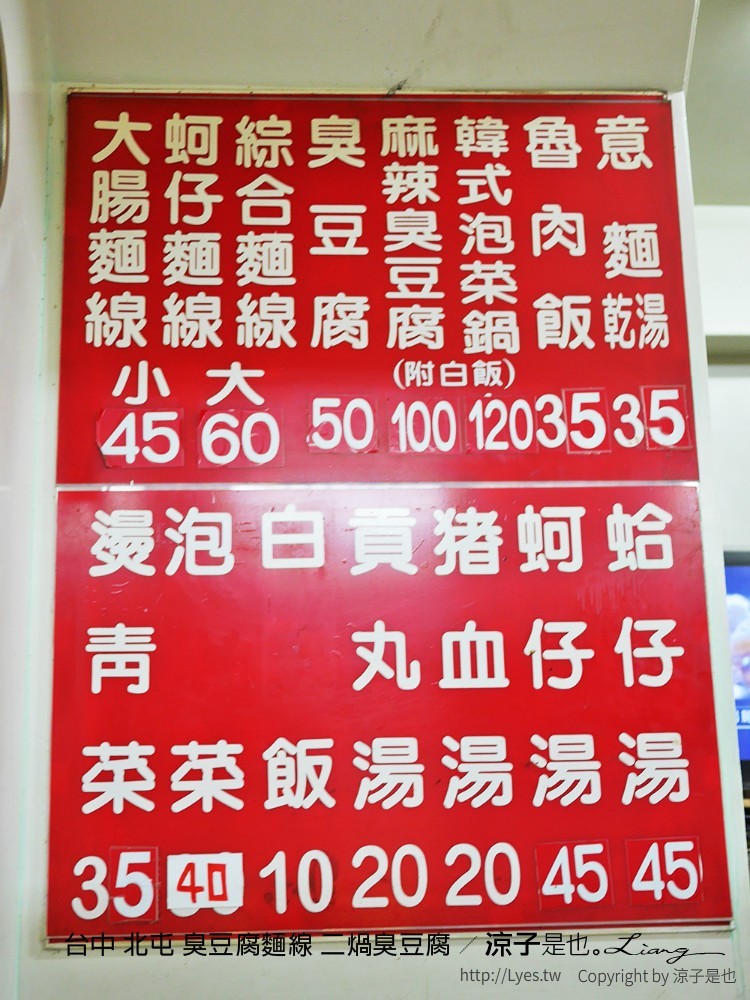 意麵乾湯 35
魯肉飯 35
韓式泡菜鍋 120
麻辣臭豆腐 100
(附白飯)
臭豆腐 50
綜合麵線
蚵仔麵線
大腸麵線
小 45
大 60
蛤仔湯 45
蚵仔湯 45
豬血湯 20
貢丸湯 20
白飯 10
泡菜 40
燙青菜 35
台中 北屯 臭豆腐麵線 二焗臭豆腐 / 涼子是也。Liang
http://Lyes.tw Copyright by 涼子是也